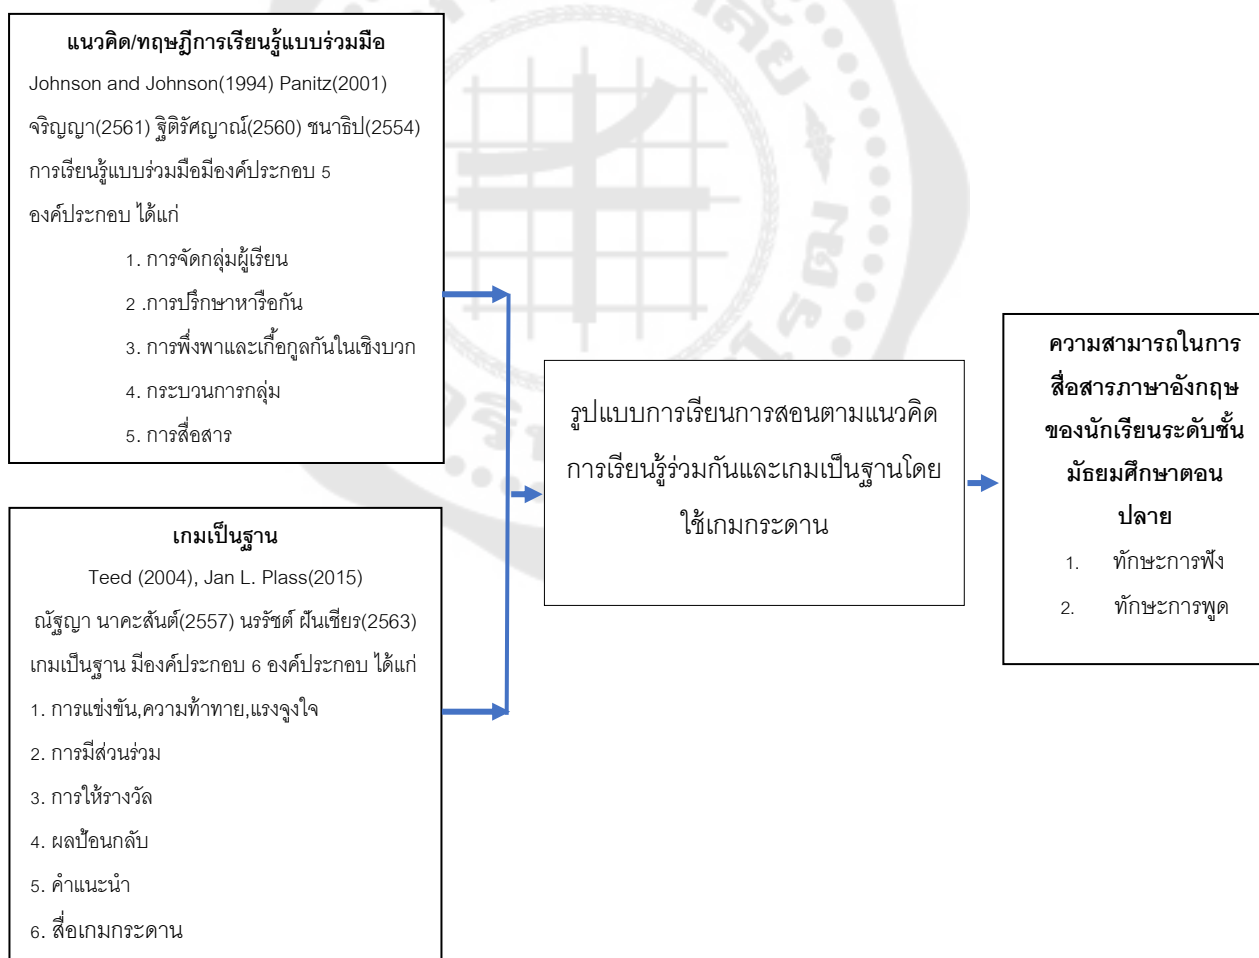 แนวคิด/ทฤษฎีการเรียนรู้แบบร่วมมือ
Johnson and Johnson(1994) Panitz(2001)
จริญญา(2561) ฐิติรัศญาณ์(2560) ชนาธิป(2554)
การเรียนรู้แบบร่วมมือมีองค์ประกอบ 5
องค์ประกอบ ได้แก่
1. การจัดกลุ่มผู้เรียน
2 .การปรึกษาหารือกัน
3. การพึ่งพาและเกื้อกูลกันในเชิงบวก
4. กระบวนการกลุ่ม
5. การสื่อสาร
เกมเป็นฐาน
Teed (2004), Jan L. Plass(2015)
ณัฐญา นาคะสันต์(2557) นรรัชต์ ฝันเชียร(2563)
เกมเป็นฐาน มีองค์ประกอบ 6 องค์ประกอบ ได้แก่
1. การแข่งขัน,ความท้าทาย,แรงจูงใจ
2. การมีส่วนร่วม
3. การให้รางวัล
4. ผลป้อนกลับ
5. คำแนะนำ
6. สื่อเกมกระดาน
รูปแบบการเรียนการสอนตามแนวคิด
การเรียนรู้ร่วมกันและเกมเป็นฐานโดย
ใช้เกมกระดาน
ความสามารถในการ
สื่อสารภาษาอังกฤษ
ของนักเรียนระดับชั้น
มัธยมศึกษาตอน
ปลาย
1. ทักษะการฟัง
2. ทักษะการพูด